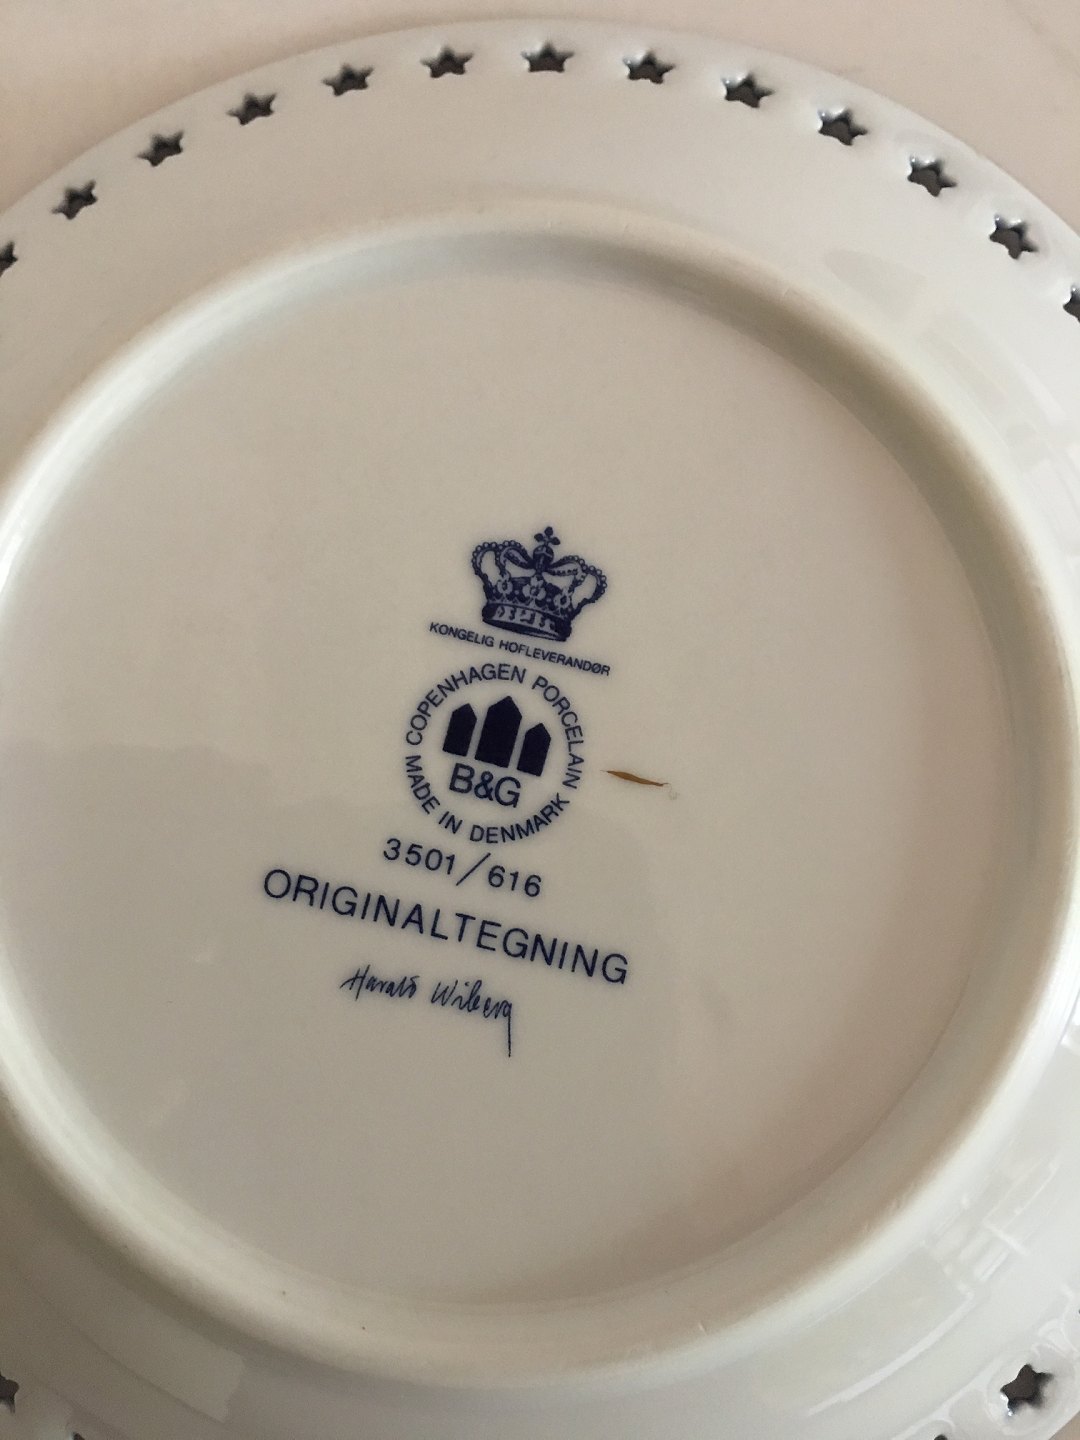 KONGELIG HOFLEVERANDØR
COPENHAGEN PORCELAIN
B&G
MADE IN DENMARK
3501/616
ORIGINALTEGNING
Harald Wiberg